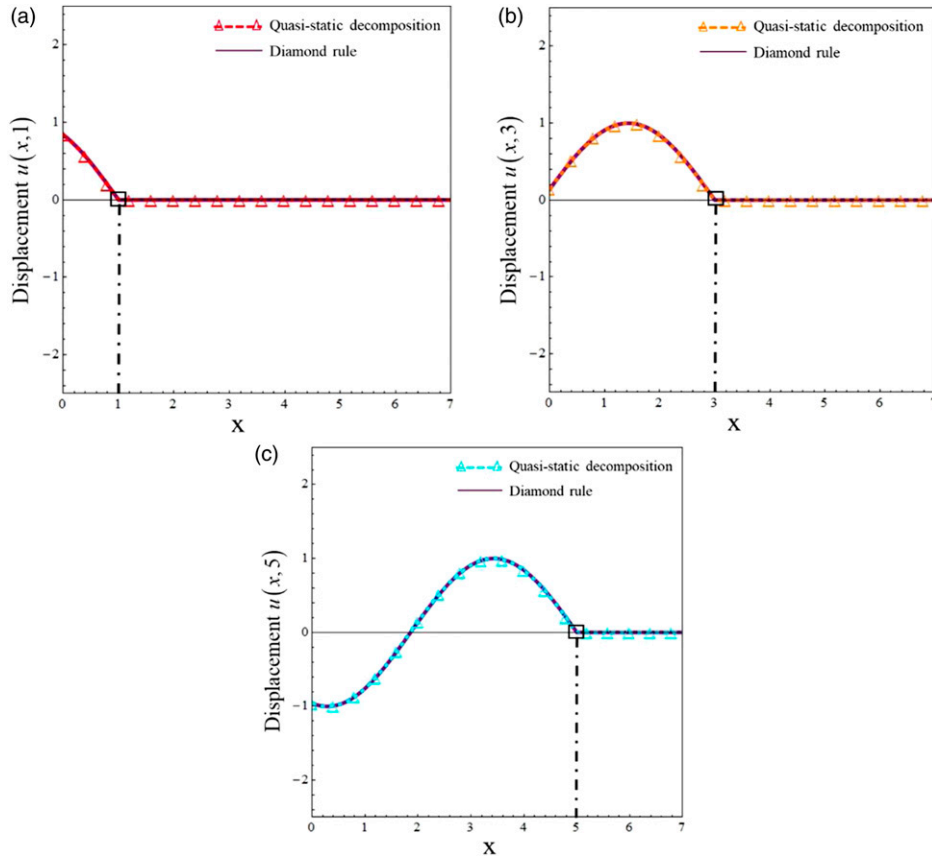 (a)
Quasi-static decomposition
Diamond rule
Displacement u(x,1)
2
1
0
−1
−2
0 1 2 3 4 5 6 7
X
(b)
Quasi-static decomposition
Diamond rule
Displacement u(x,3)
2
1
0
−1
−2
0 1 2 3 4 5 6 7
X
(c)
Quasi-static decomposition
Diamond rule
Displacement u(x,5)
2
1
0
−1
−2
0 1 2 3 4 5 6 7
X